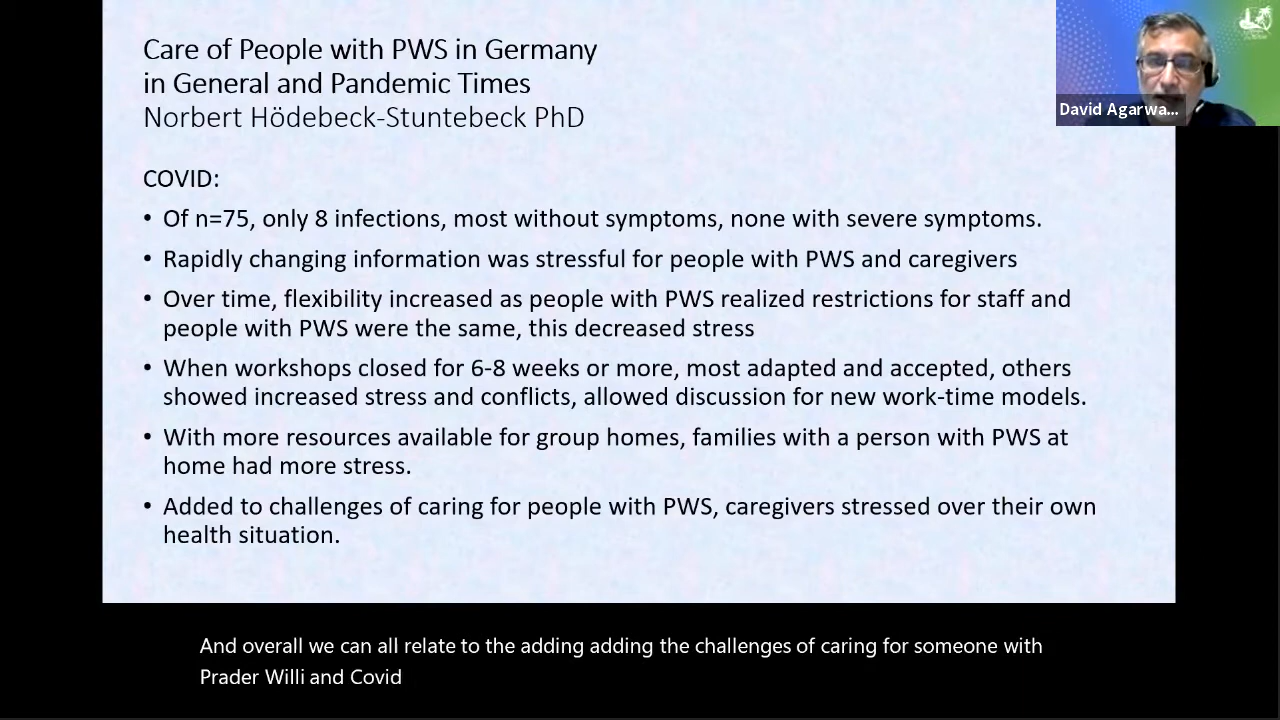 Care of People with PWS in Germany
in General and Pandemic Times
Norbert Hödebeck-Stuntebeck PhD
David Agarwa...
COVID:
• Of n=75, only 8 infections, most without symptoms, none with severe symptoms.
• Rapidly changing information was stressful for people with PWS and caregivers
• Over time, flexibility increased as people with PWS realized restrictions for staff and
people with PWS were the same, this decreased stress
• When workshops closed for 6-8 weeks or more, most adapted and accepted, others
showed increased stress and conflicts, allowed discussion for new work-time models.
• With more resources available for group homes, families with a person with PWS at
home had more stress.
• Added to challenges of caring for people with PWS, caregivers stressed over their own
health situation.
And overall we can all relate to the adding adding the challenges of caring for someone with
Prader Willi and Covid